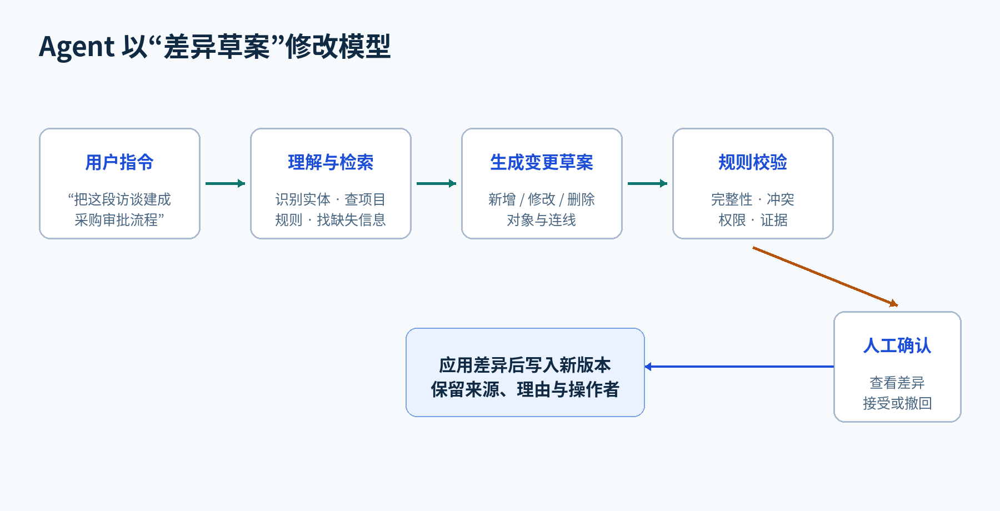 Agent 以“差异草案”修改模型
用户指令
“把这段访谈建成
采购审批流程”
理解与检索
识别实体 · 查项目
规则 · 找缺失信息
生成变更草案
新增 / 修改 / 删除
对象与连线
规则校验
完整性 · 冲突
权限 · 证据
人工确认
查看差异
接受或撤回
应用差异后写入新版本
保留来源、理由与操作者